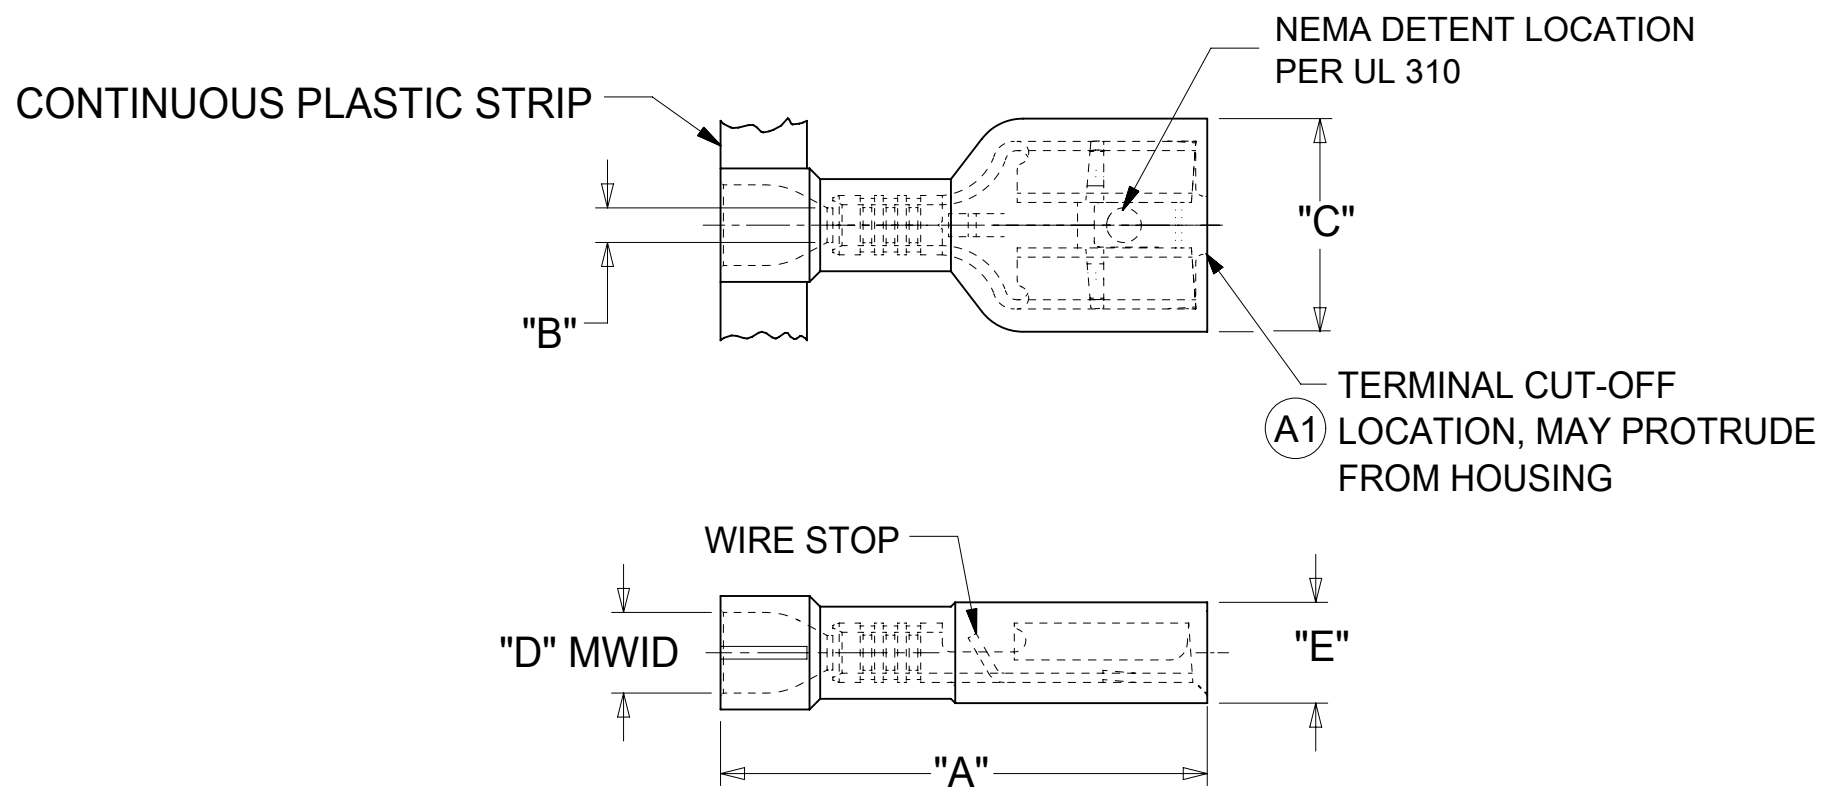 NEMA DETENT LOCATION
PER UL 310
CONTINUOUS PLASTIC STRIP
"C"
"B"
TERMINAL CUT-OFF
A1 LOCATION, MAY PROTRUDE
FROM HOUSING
WIRE STOP
"D" MWID
"E"
"A"